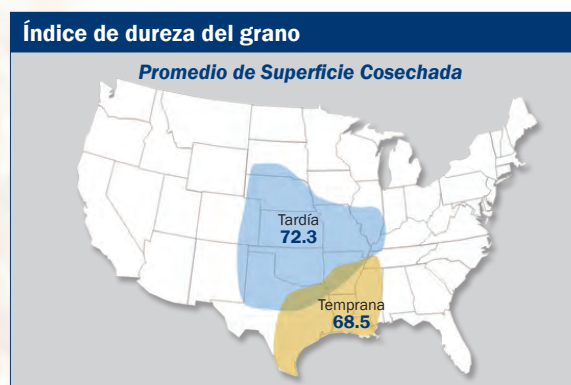 Índice de dureza del grano
Promedio de Superficie Cosechada
Tardía
72.3
Temprana
68.5